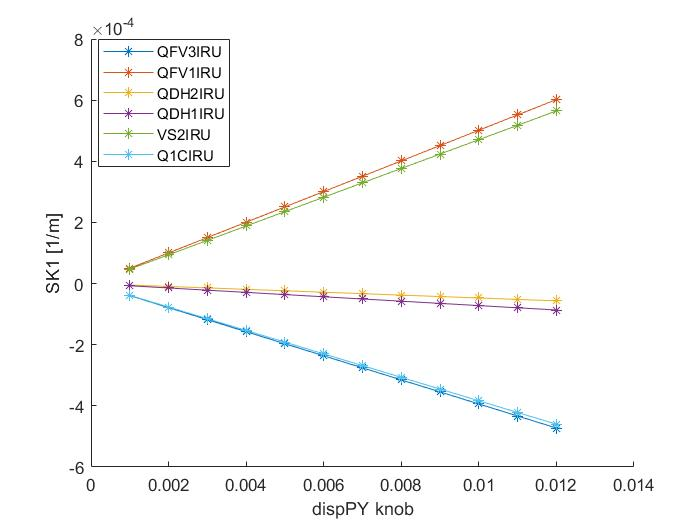 ×10⁻⁴
8
6
4
2
0
-2
-4
-6
SK1 [1/m]
QFV3IRU
QFV1IRU
QDH2IRU
QDH1IRU
VS2IRU
Q1CIRU
0 0.002 0.004 0.006 0.008 0.01 0.012 0.014
dispPY knob